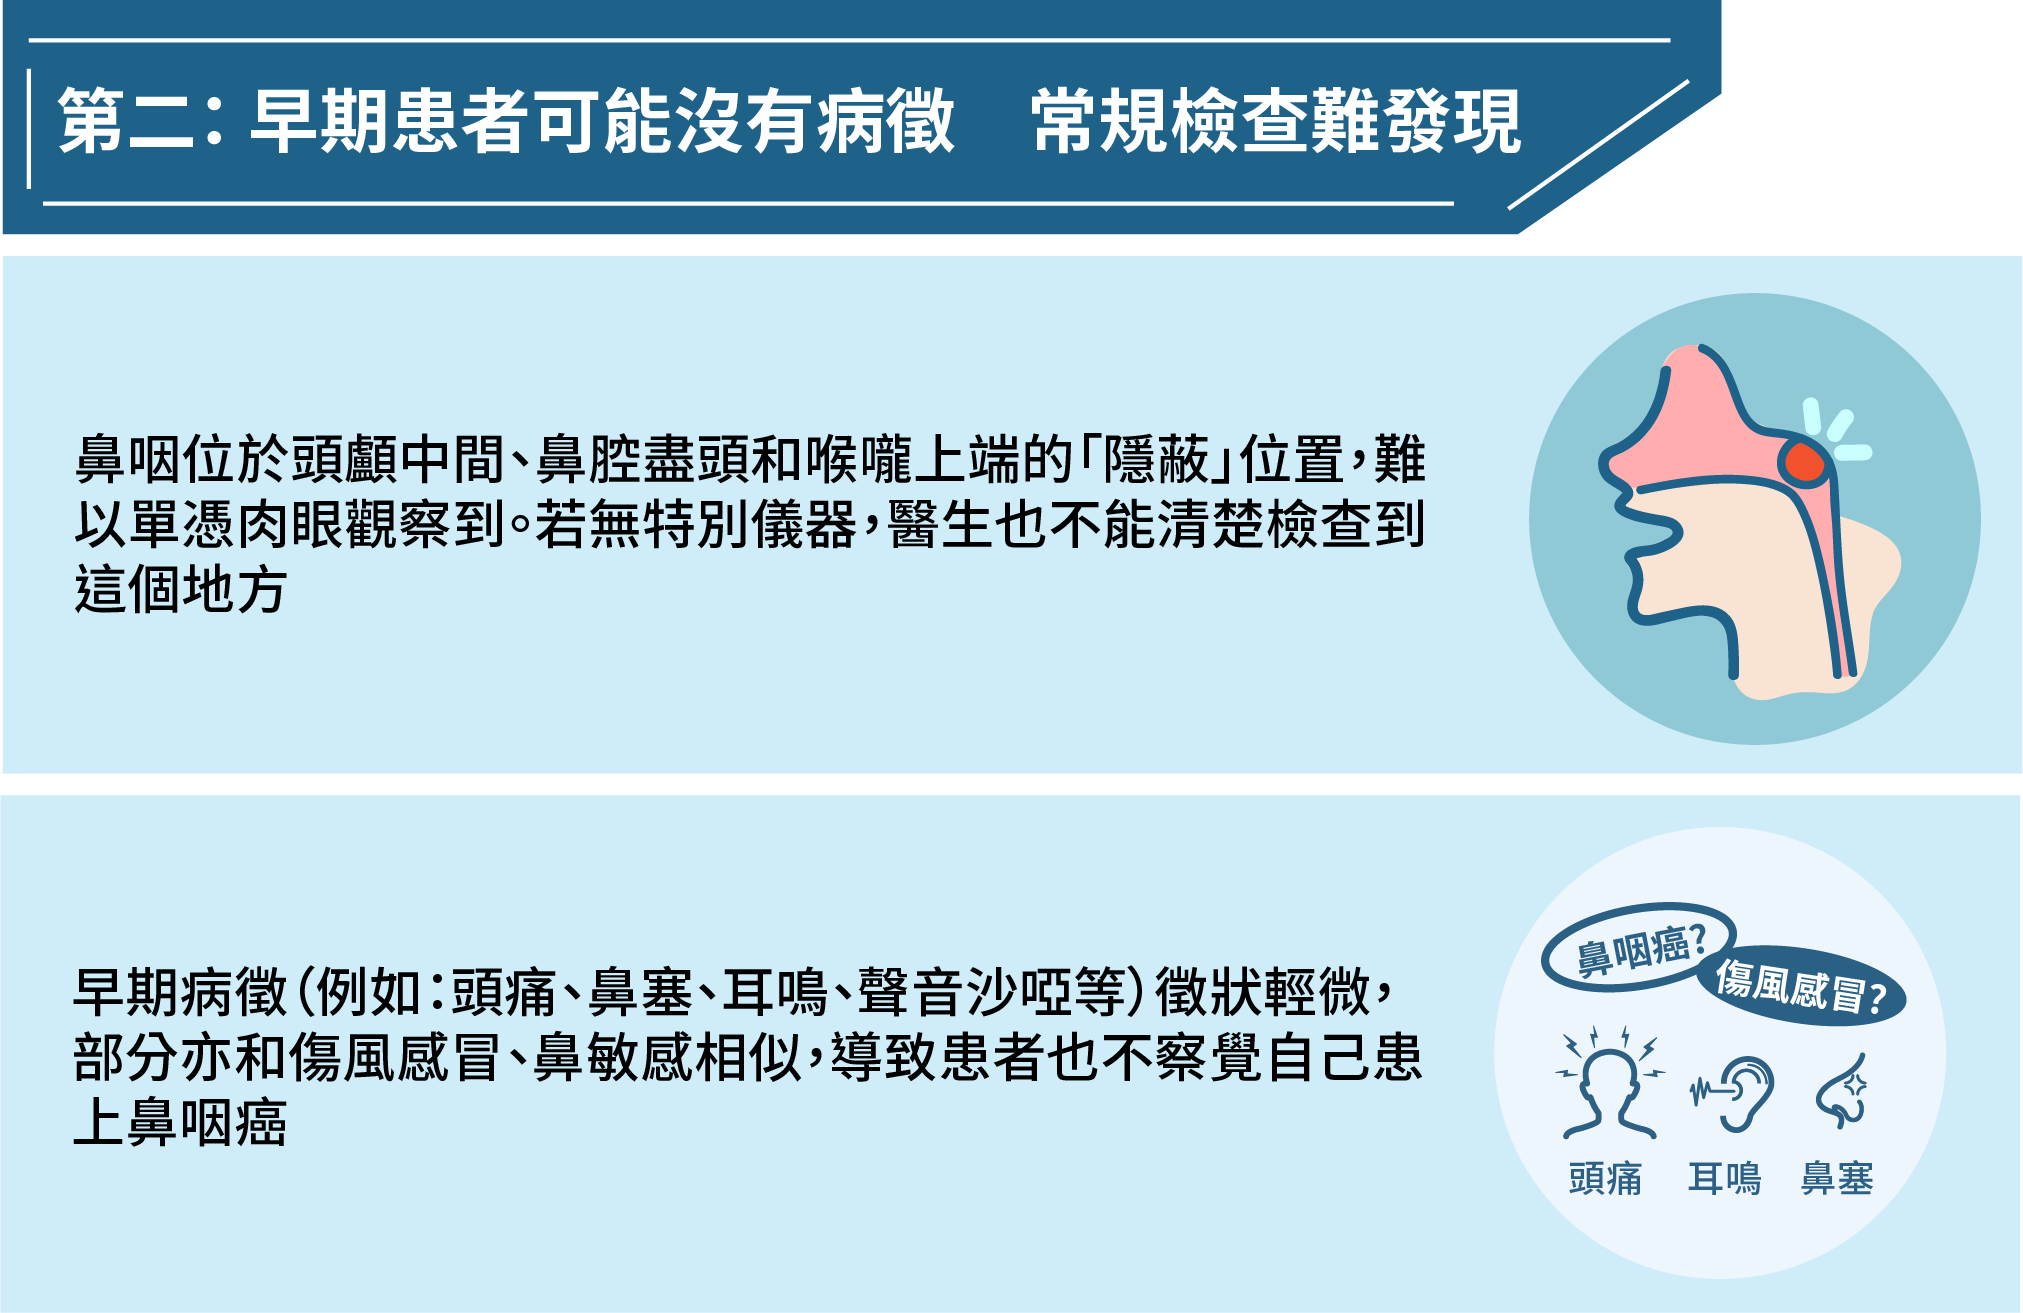 第二：早期患者可能沒有病徵　常規檢查難發現
鼻咽位於頭顱中間、鼻腔盡頭和喉嚨上端的「隱蔽」位置，難
以單憑肉眼觀察到。若無特別儀器，醫生也不能清楚檢查到
這個地方
早期病徵（例如：頭痛、鼻塞、耳鳴、聲音沙啞等）徵狀輕微，
部分亦和傷風感冒、鼻敏感相似，導致患者也不察覺自己患
上鼻咽癌
鼻咽癌？
傷風感冒？
頭痛 耳鳴 鼻塞